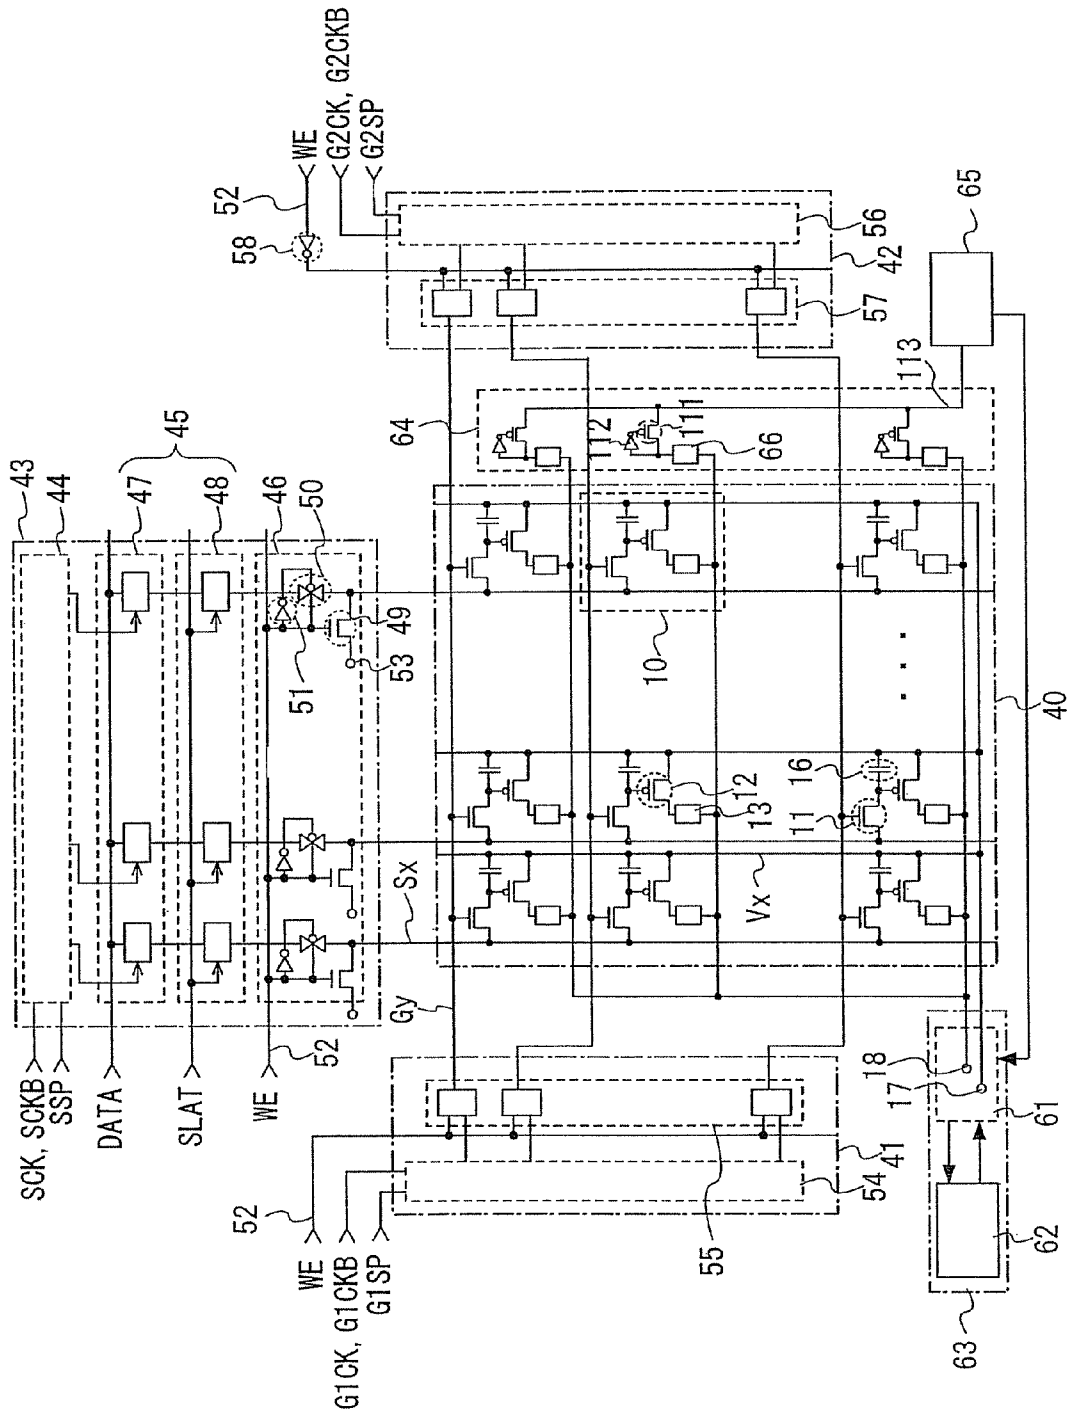 43
44
45
47
48
46
50
51
49
53
SCK, SCKB
SSP
DATA
SLAT
WE
52
58
52
WE
G2CK, G2CKB
G2SP
56
42
57
65
64
113
112
111
66
10
40
16
12
13
11
Vx
Sx
Gy
18
17
61
62
63
41
54
55
52
WE
G1CK, G1CKB
G1SP